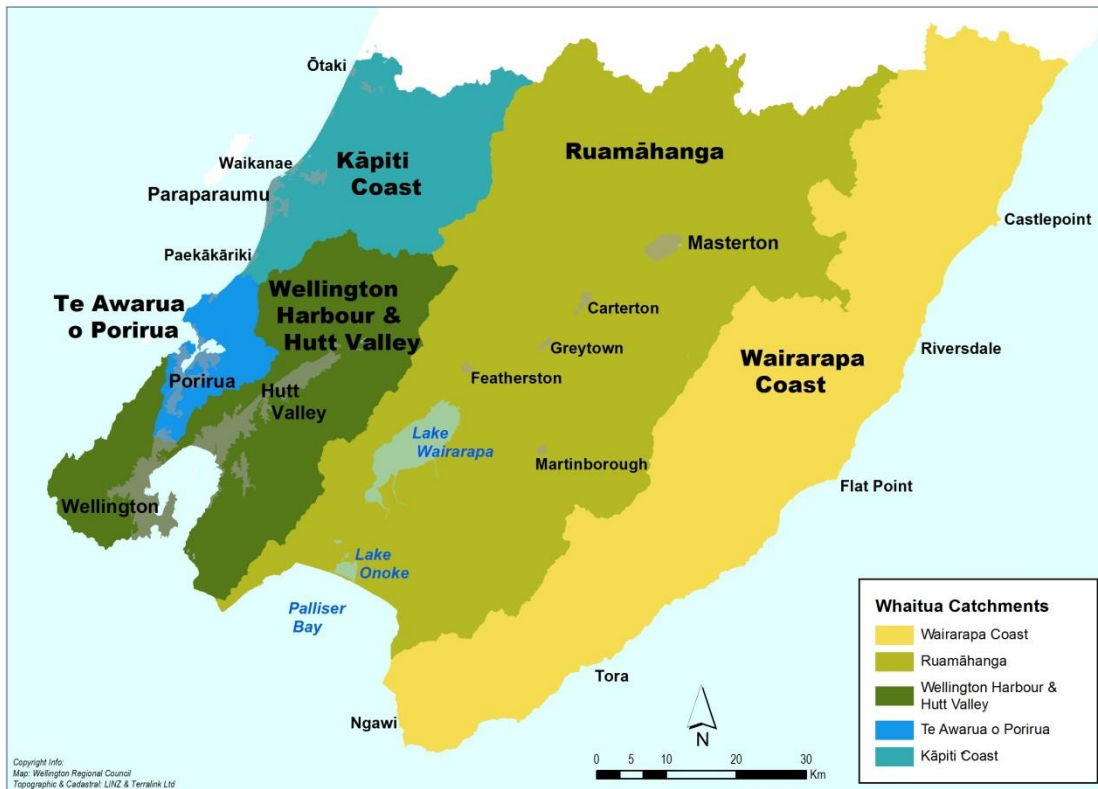 Ōtaki
Waikanae
Paraparaumu
Paekākāriki
Kāpiti
Coast
Ruamāhanga
Masterton
Castlepoint
Te Awarua
o Porirua
Wellington
Harbour &
Hutt Valley
Carterton
Greytown
Featherston
Riversdale
Wairarapa
Coast
Porirua
Hutt
Valley
Lake
Wairarapa
Martinborough
Flat Point
Wellington
Lake
Onoke
Palliser
Bay
Tora
Ngawi
N
0 5 10 20 30
Km
Whaitua Catchments
Wairarapa Coast
Ruamāhanga
Wellington Harbour &
Hutt Valley
Te Awarua o Porirua
Kāpiti Coast
Copyright Info:
Map: Wellington Regional Council
Topographic & Cadastral: LINZ & Terralink Ltd